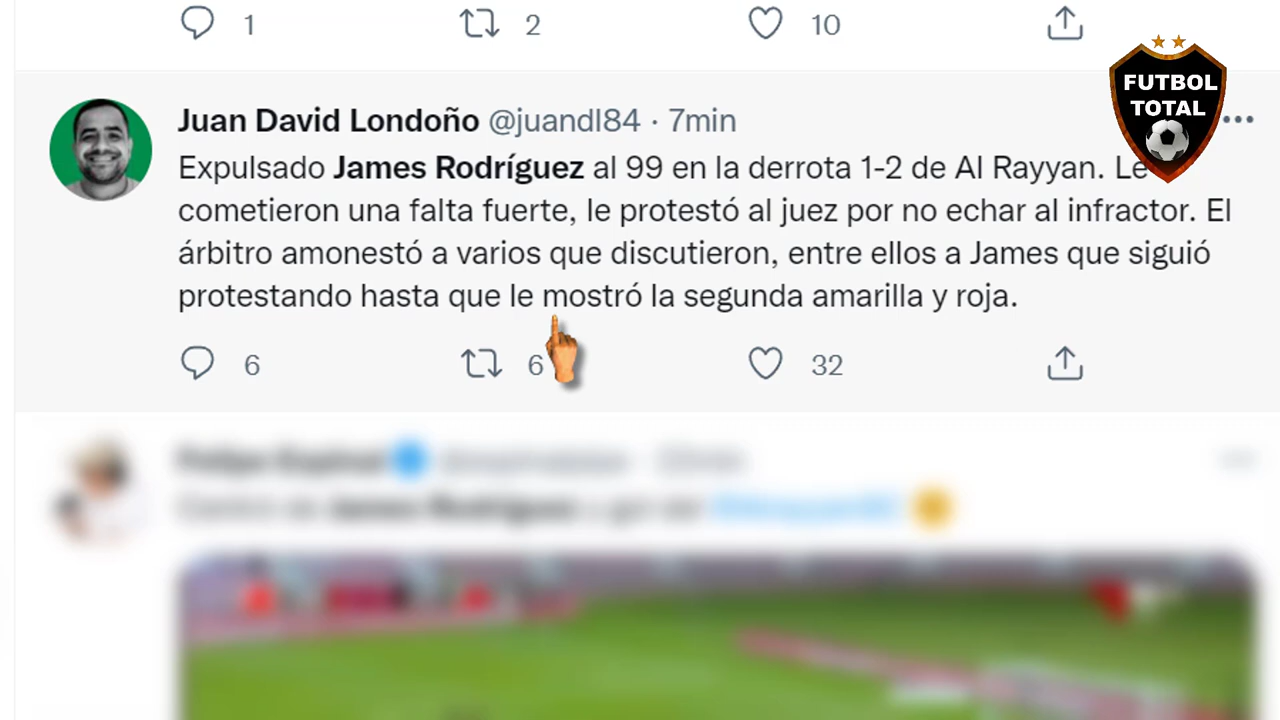 1 2 10
FUTBOL
TOTAL
Juan David Londoño @juandl84 · 7min
Expulsado James Rodríguez al 99 en la derrota 1-2 de Al Rayyan. Le
cometieron una falta fuerte, le protestó al juez por no echar al infractor. El
árbitro amonestó a varios que discutieron, entre ellos a James que siguió
protestando hasta que le mostró la segunda amarilla y roja.
6 6 32
James Rodríguez